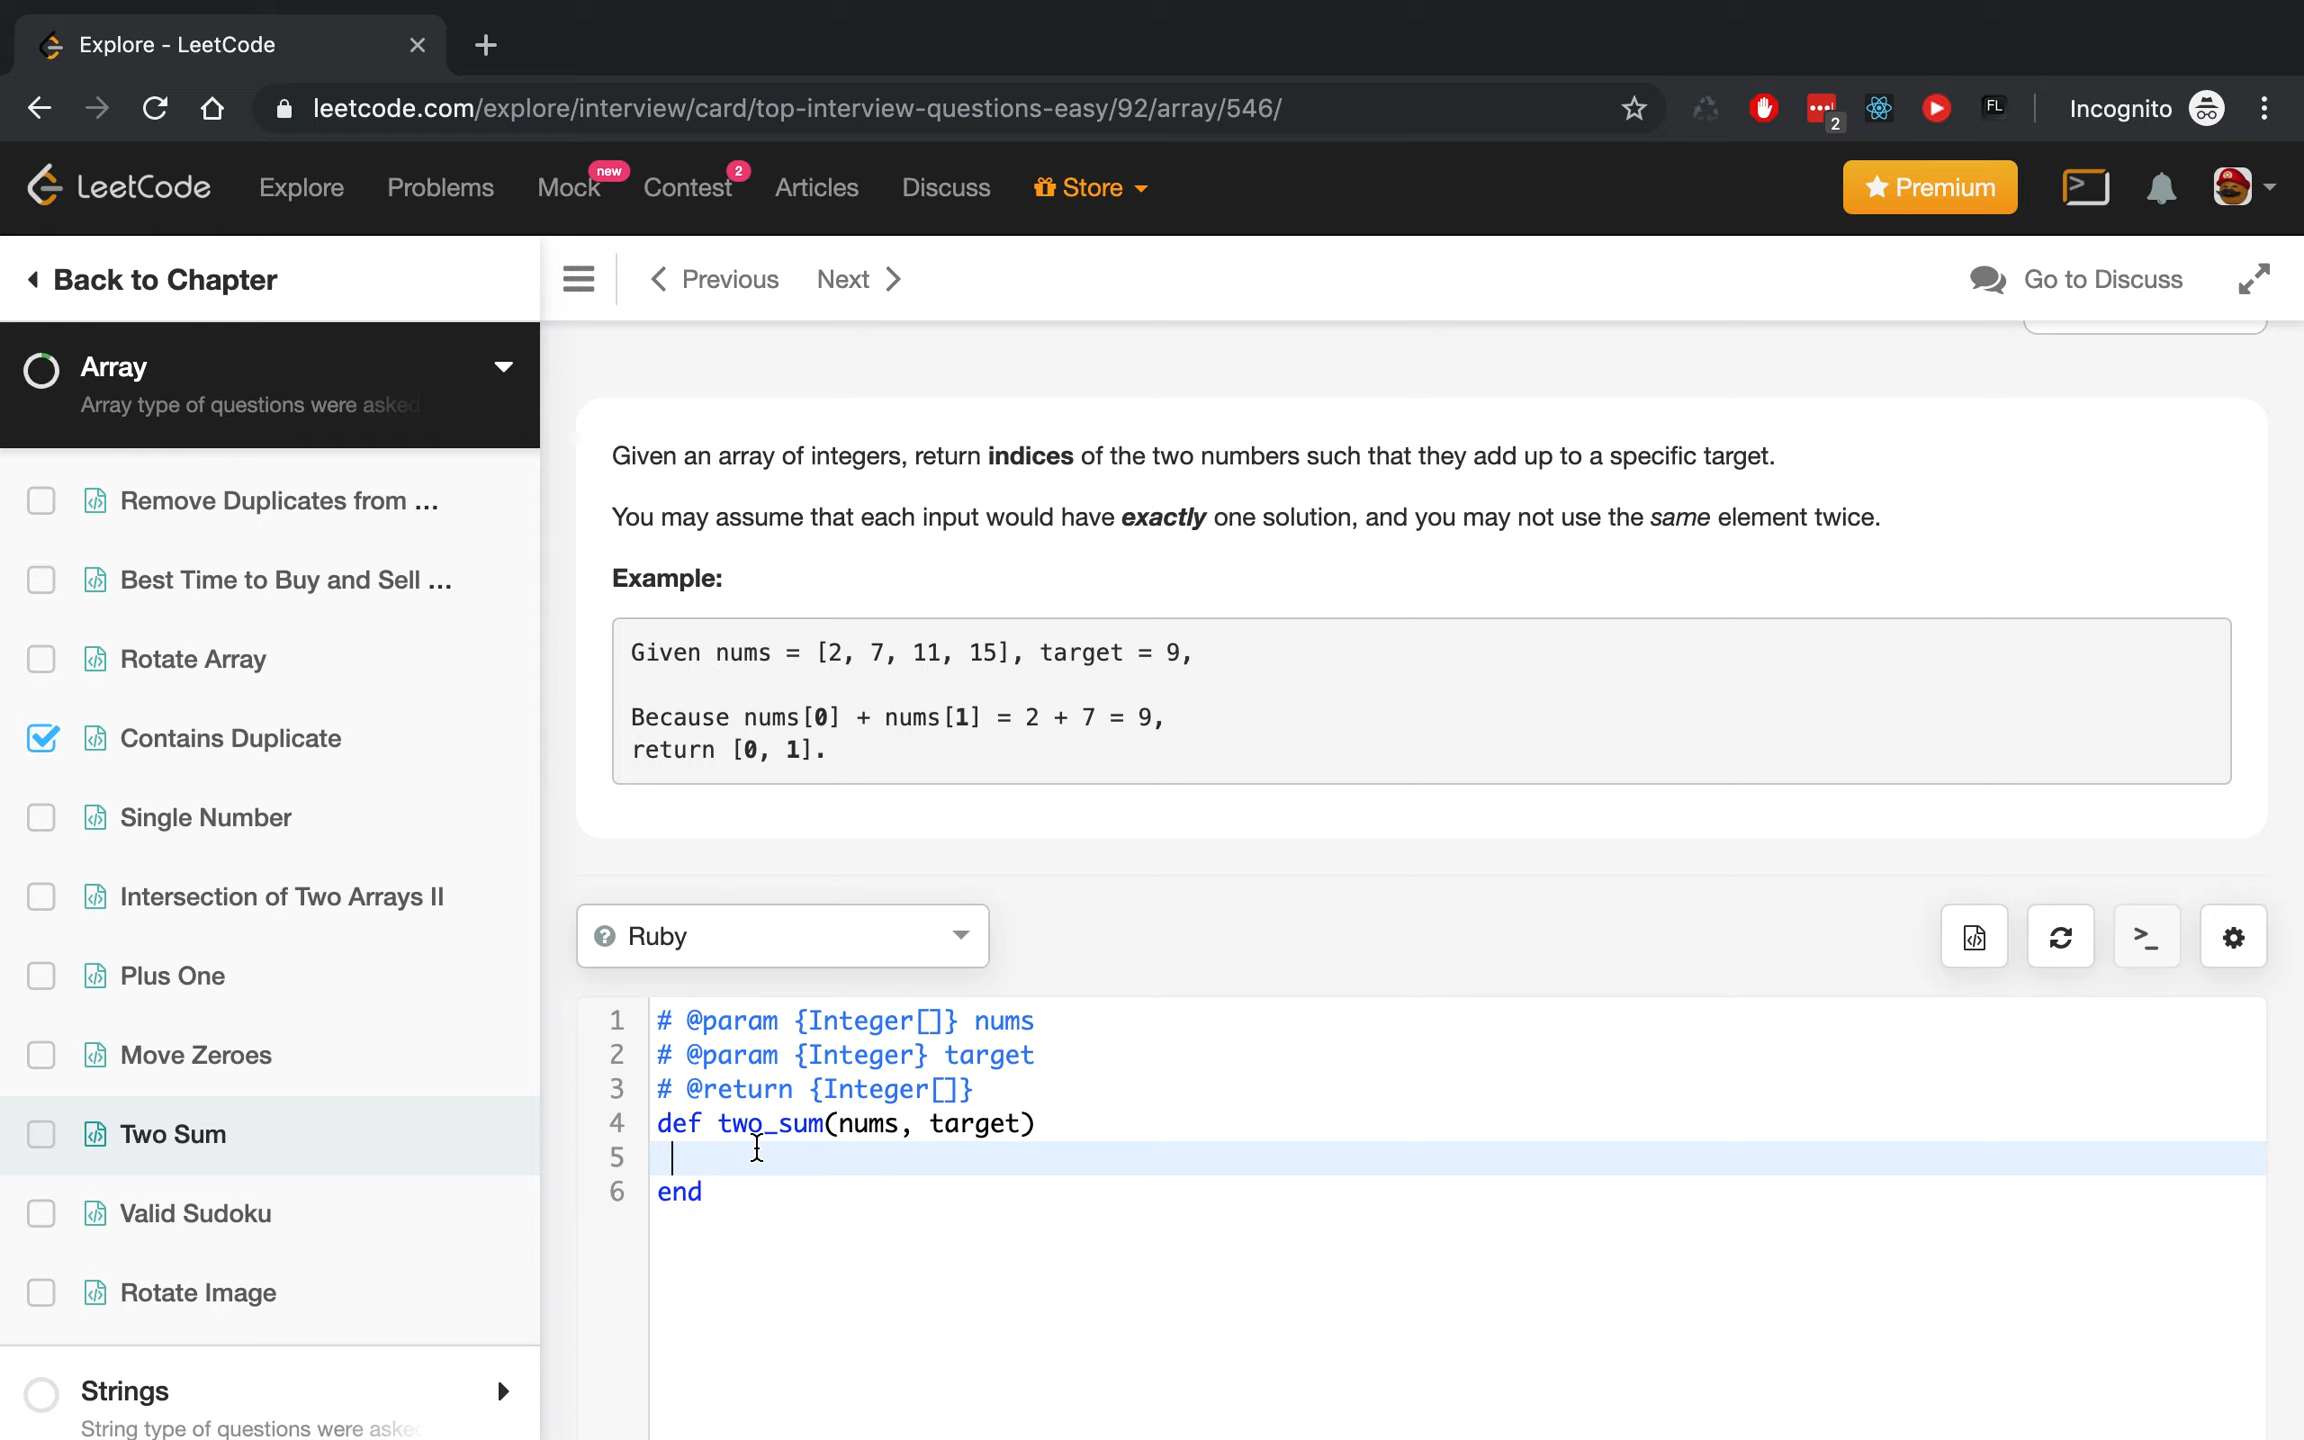 Explore - LeetCode
leetcode.com/explore/interview/card/top-interview-questions-easy/92/array/546/
2
FL
Incognito
LeetCode
Explore
Problems
Mock
new
Contest
2
Articles
Discuss
Store
Premium
Back to Chapter
Previous
Next
Go to Discuss
Array
Array type of questions were asked
Remove Duplicates from ...
Best Time to Buy and Sell ...
Rotate Array
Contains Duplicate
Single Number
Intersection of Two Arrays II
Plus One
Move Zeroes
Two Sum
Valid Sudoku
Rotate Image
Strings
String type of questions were aske
Given an array of integers, return indices of the two numbers such that they add up to a specific target.
You may assume that each input would have exactly one solution, and you may not use the same element twice.
Example:
Given nums = [2, 7, 11, 15], target = 9,
Because nums[0] + nums[1] = 2 + 7 = 9,
return [0, 1].
Ruby
1 # @param {Integer[]} nums
2 # @param {Integer} target
3 # @return {Integer[]}
4 def two_sum(nums, target)
5
6 end